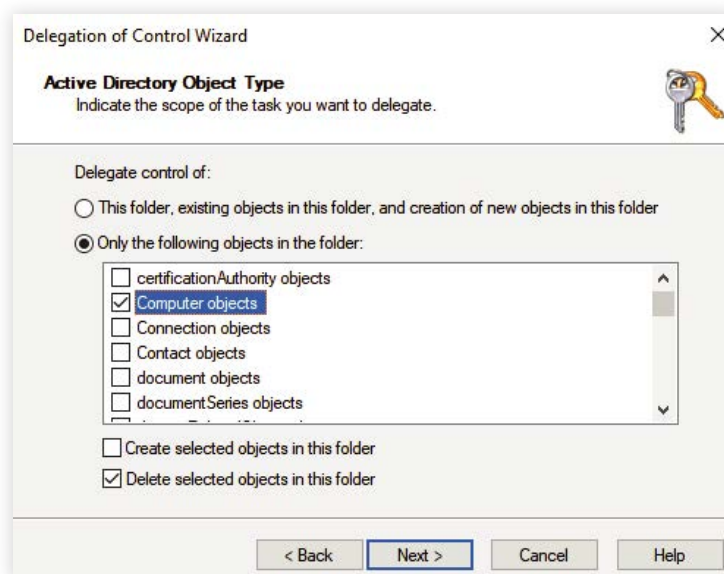 Delegation of Control Wizard
Active Directory Object Type
Indicate the scope of the task you want to delegate.
Delegate control of:
This folder, existing objects in this folder, and creation of new objects in this folder
Only the following objects in the folder:
certificationAuthority objects
Computer objects
Connection objects
Contact objects
document objects
documentSeries objects
Create selected objects in this folder
Delete selected objects in this folder
< Back
Next >
Cancel
Help